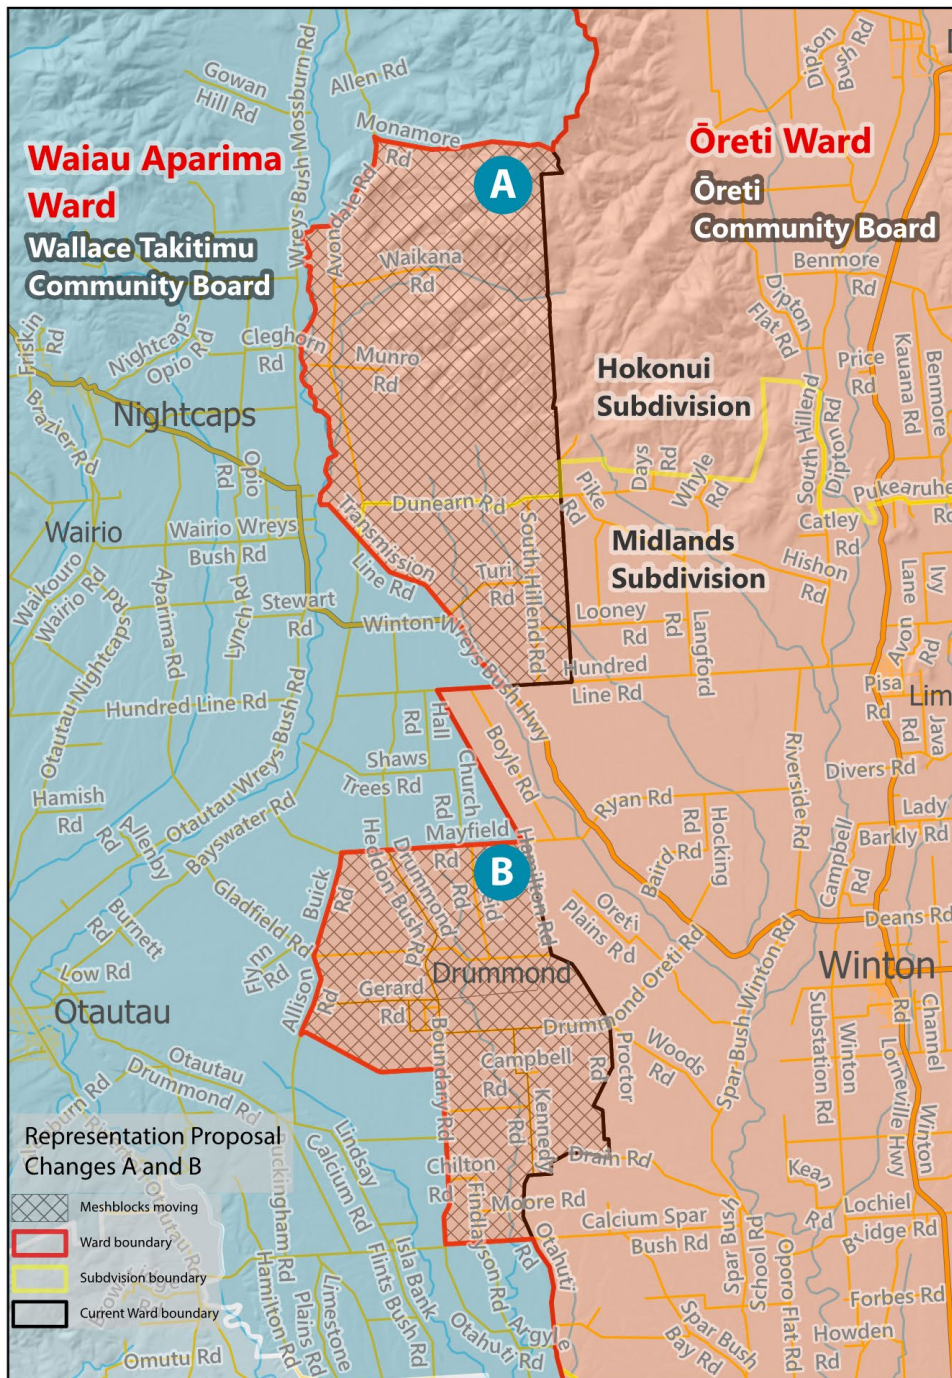 Gowan
Hill Rd
Allen Rd
Wreys Bush Mossburn Rd
Dipton
Bush Rd
Monamore
Rd
Waiau Aparima
Ward
Wallace Takitimu
Community Board
A
Ōreti Ward
Ōreti
Community Board
Avondale Rd
Waikana
Rd
Benmore
Rd
Dipton
Flat Rd
Friskin
Rd
Nightcaps
Opio Rd
Cleghorn
Rd
Munro
Rd
Hokonui
Subdivision
Price
Rd
Kauana Rd
Benmore
Brazier Rd
Nightcaps
Opio
Rd
South Hillend
Dipton Rd
Days
Rd
Whyle
Rd
Pike
Rd
Dunearn Rd
Pukearuhe
Rd
Catley
Rd
Wairio
Wairio Wreys
Bush Rd
Transmission
Line Rd
South Hillend Rd
Midlands
Subdivision
Hishon
Rd
Turi
Rd
Waikouro
Wairio Rd
Aparima Rd
Lynch Rd
Stewart
Rd
Winton Wreys Bush Hwy
Looney
Rd
Langford
Rd
Lane
Ivy
Avon
Rd
Otautau Nightcaps
Rd
Hundred Line Rd
Hundred
Line Rd
Pisa
Rd
Lim
Otautau Wreys Bush Rd
Hall
Rd
Boyle Rd
Riverside Rd
Java
Rd
Shaws
Trees Rd
Church
Rd
Divers Rd
Hamish
Rd
Allenby
Rd
Bayswater Rd
Ryan Rd
Hocking
Rd
Lady
Barkly Rd
Mayfield
Rd
B
Hamilton Rd
Baird Rd
Campbell
Rd
Heddon Bush Rd
Drummond
Rd
Buick
Rd
Gladfield Rd
Burnett
Rd
Oreti
Plains Rd
Deans Rd
Flynn
Rd
Low Rd
Drummond
Winton
Otautau
Allison
Rd
Gerard
Rd
Drummond Oreti Rd
Spar Bush Winton Rd
Substation Rd
Winton
Rd
Channel
Boundary Rd
Campbell
Rd
Proctor
Rd
Woods
Rd
Lorneville Hwy
Winton
Otautau
Drummond Rd
Kennedy
Lindsay
Calcium Rd
Drain Rd
Kean
Rd
Representation Proposal
Changes A and B
Meshblocks moving
Ward boundary
Subdvision boundary
Current Ward boundary
Chilton
Rd
Findlayson Rd
Moore Rd
Calcium Spar
Bush Rd
Spar Bush
School Rd
Lochiel
Bridge Rd
Otahuti
Hamilton Rd
Plains Rd
Limestone
Flints Bush Rd
Isla Bank
Otahuti Rd
Argyle
Oporo Flat
Rd
Forbes Rd
Spar Bush
Bay Rd
Howden
Rd
Omutu Rd